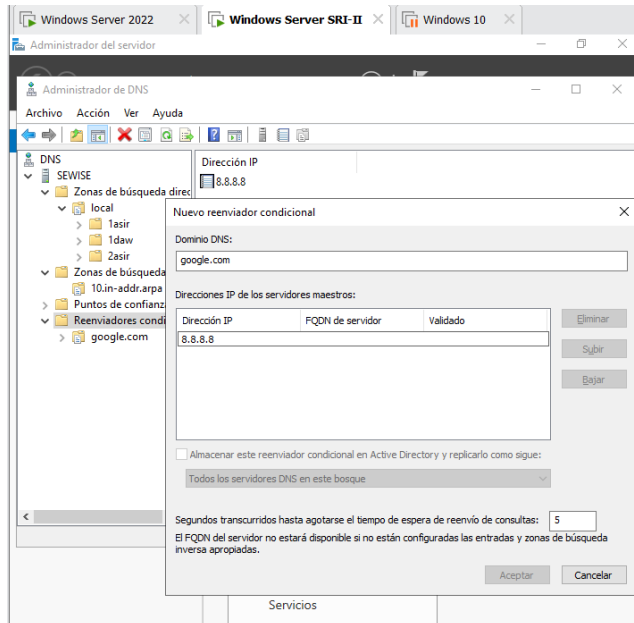 Windows Server 2022
Windows Server SRI-II
Windows 10
Administrador del servidor
Administrador de DNS
Archivo Acción Ver Ayuda
DNS
SEWISE
Zonas de búsqueda direc
local
1asir
1daw
2asir
Zonas de búsqueda
10.in-addr.arpa
Puntos de confianz
Reenviadores condi
google.com
Dirección IP
8.8.8.8
Nuevo reenviador condicional
Dominio DNS:
google.com
Direcciones IP de los servidores maestros:
Dirección IP FQDN de servidor Validado
8.8.8.8
Eliminar
Subir
Bajar
Almacenar este reenviador condicional en Active Directory y replicarlo como sigue:
Todos los servidores DNS en este bosque
Segundos transcurridos hasta agotarse el tiempo de espera de reenvío de consultas: 5
El FQDN del servidor no estará disponible si no están configuradas las entradas y zonas de búsqueda
inversa apropiadas.
Aceptar Cancelar
Servicios